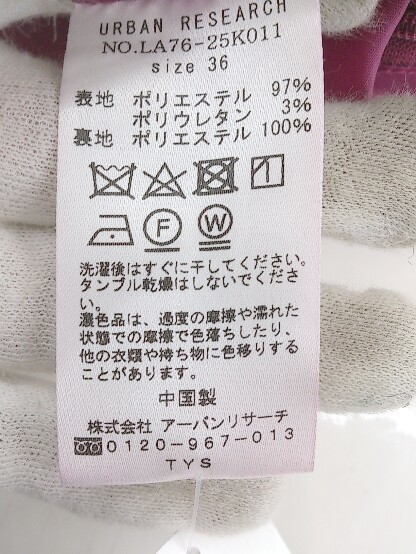 URBAN RESEARCH
NO.LA76-25K011
size 36
表地 ポリエステル 97%
ポリウレタン 3%
裏地 ポリエステル 100%
F W
洗濯後はすぐに干してください。
タンブル乾燥はしないでくださ
い。
濃色品は、過度の摩擦や濡れた
状態での摩擦で色落ちしたり、
他の衣類や持ち物に色移りする
ことがあります。
中国製
株式会社 アーバンリサーチ
0120-967-013
TYS